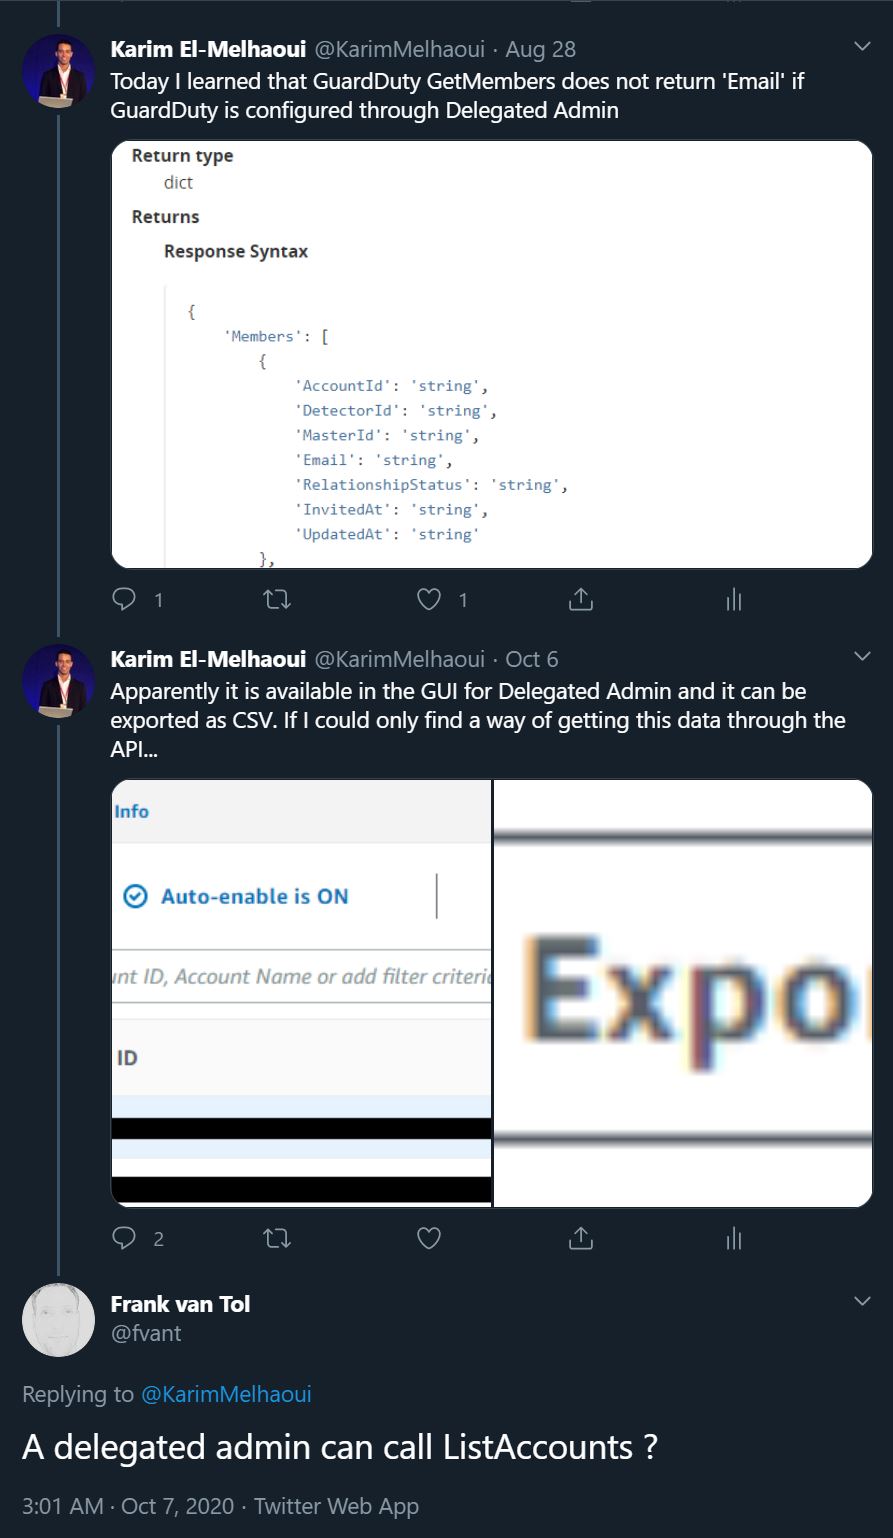 Karim El-Melhaoui @KarimMelhaoui · Aug 28
Today I learned that GuardDuty GetMembers does not return 'Email' if
GuardDuty is configured through Delegated Admin
Return type
dict
Returns
Response Syntax
{
'Members': [
{
'AccountId': 'string',
'DetectorId': 'string',
'MasterId': 'string',
'Email': 'string',
'RelationshipStatus': 'string',
'InvitedAt': 'string',
'UpdatedAt': 'string'
},
1
1
Karim El-Melhaoui @KarimMelhaoui · Oct 6
Apparently it is available in the GUI for Delegated Admin and it can be
exported as CSV. If I could only find a way of getting this data through the
API...
Info
Auto-enable is ON
ID, Account Name or add filter
ID
Expo
2
Frank van Tol
@fvant
Replying to @KarimMelhaoui
A delegated admin can call ListAccounts ?
3:01 AM · Oct 7, 2020 · Twitter Web App